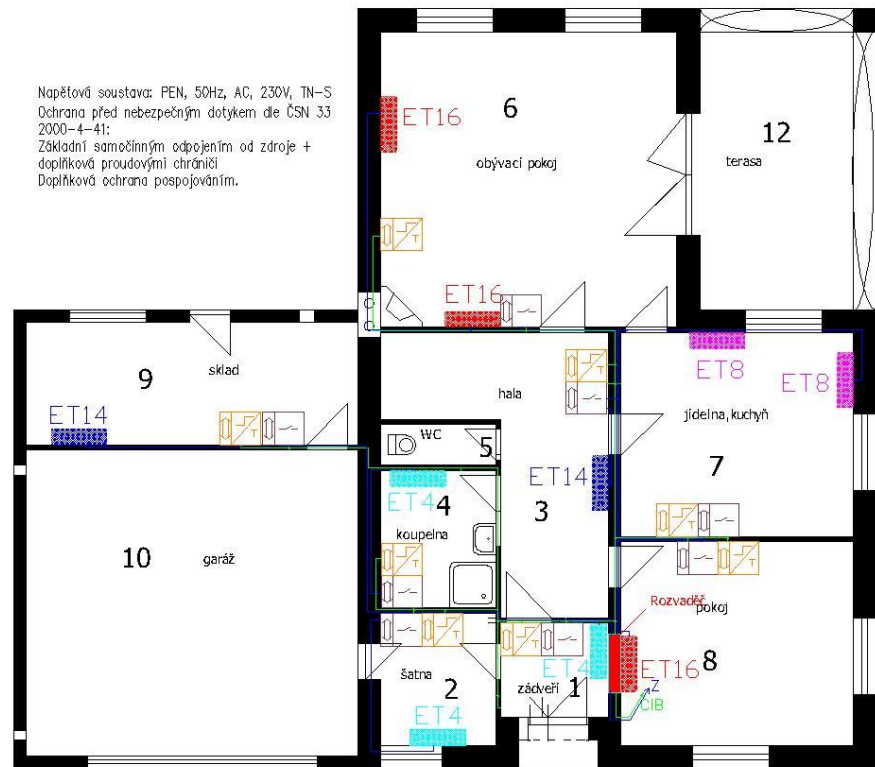 Napěťová soustava: PEN, 50Hz, AC, 230V, TN-S
Ochrana před nebezpečným dotykem dle ČSN 33
2000-4-41:
Základní samočinným odpojením od zdroje +
doplňková proudovými chrániči
Doplňková ochrana pospojováním.
6
ET16
obývací pokoj
12
terasa
T
ET16
9
sklad
ET14
T
hala
T
WC
5
ET8
ET8
jídelna,kuchyň
7
T
ET4
4
koupelna
T
ET14
3
10
garáž
T
Rozvaděč
pokoj
8
ET16
Z
CIB
T
šatna
2
ET4
T
ET4
zádveří
1